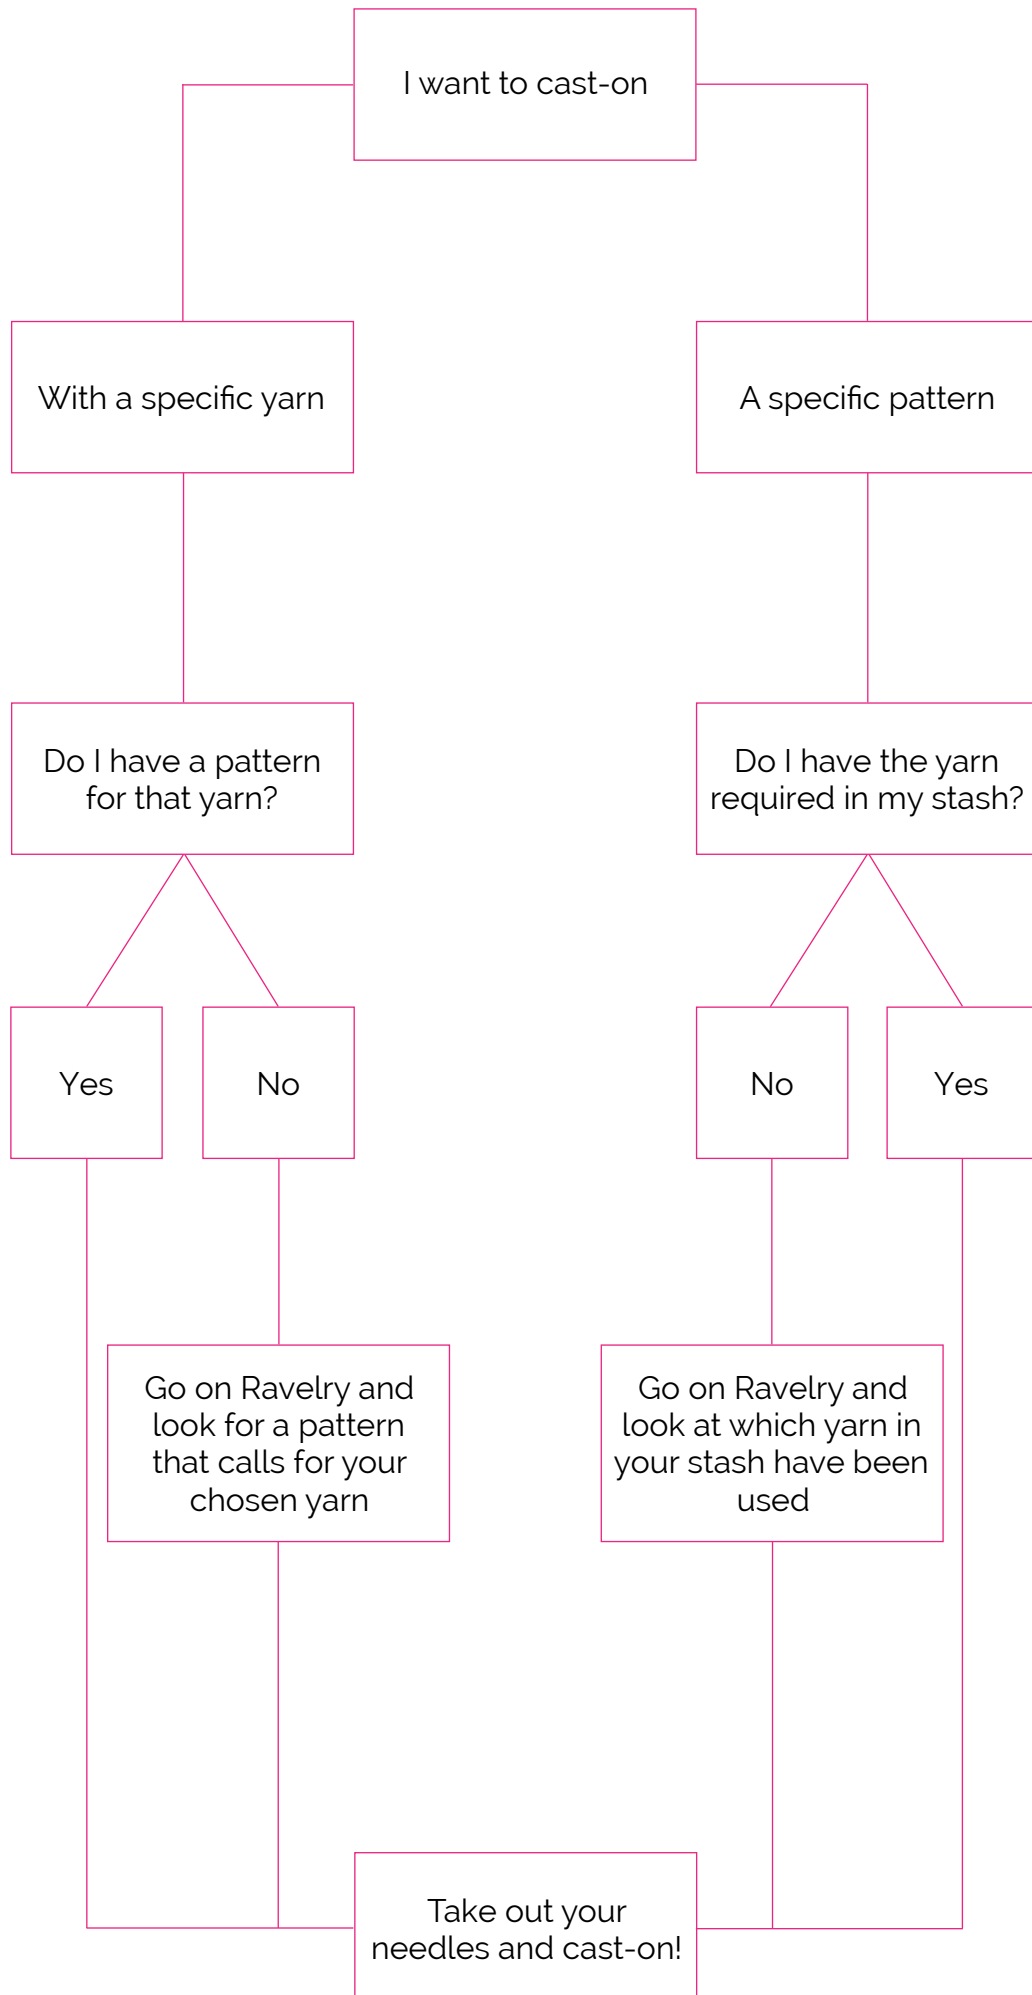 I want to cast-on
With a specific yarn
A specific pattern
Do I have a pattern
for that yarn?
Do I have the yarn
required in my stash?
Yes
No
No
Yes
Go on Ravelry and
look for a pattern
that calls for your
chosen yarn
Go on Ravelry and
look at which yarn in
your stash have been
used
Take out your
needles and cast-on!